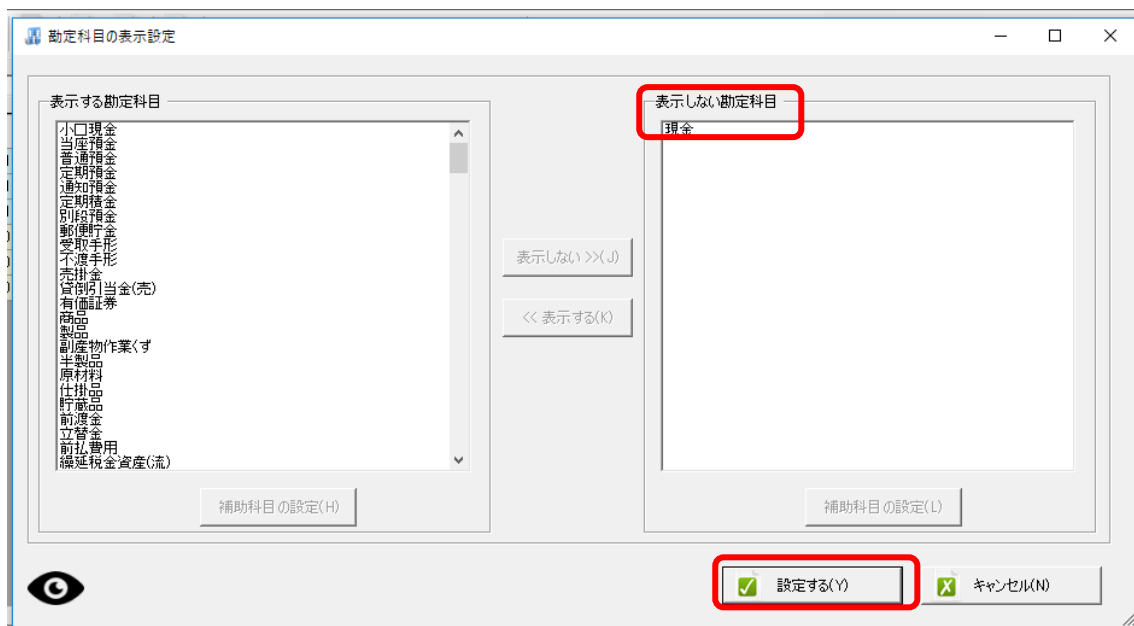 勘定科目の表示設定
表示する勘定科目
小口現金
当座預金
普通預金
定期預金
通知預金
定期積金
別段預金
郵便貯金
受取手形
不渡手形
売掛金
貸倒引当金(売)
有価証券
商品
製品
副産物作業くず
半製品
原材料
仕掛品
貯蔵品
前渡金
立替金
前払費用
繰延税金資産(流)
補助科目の設定(H)
表示しない >>(J)
<< 表示する(K)
表示しない勘定科目
現金
補助科目の設定(L)
設定する(Y)
キャンセル(N)